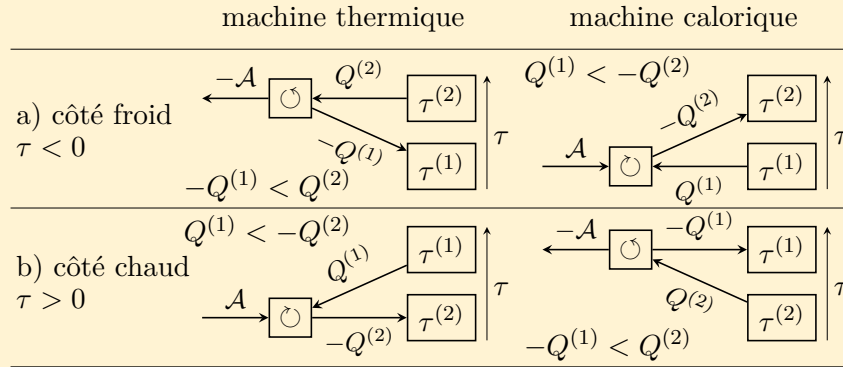 machine thermique machine calorique
a) côté froid
τ < 0
−𝒜 Q⁽²⁾ τ⁽²⁾
−Q⁽¹⁾ τ⁽¹⁾ τ
−Q⁽¹⁾ < Q⁽²⁾
Q⁽¹⁾ < −Q⁽²⁾
−Q⁽²⁾ τ⁽²⁾
𝒜 Q⁽¹⁾ τ⁽¹⁾ τ
b) côté chaud
τ > 0
Q⁽¹⁾ < −Q⁽²⁾
Q⁽¹⁾ τ⁽¹⁾
𝒜 −Q⁽²⁾ τ⁽²⁾ τ
−𝒜 −Q⁽¹⁾ τ⁽¹⁾
Q⁽²⁾ τ⁽²⁾ τ
−Q⁽¹⁾ < Q⁽²⁾